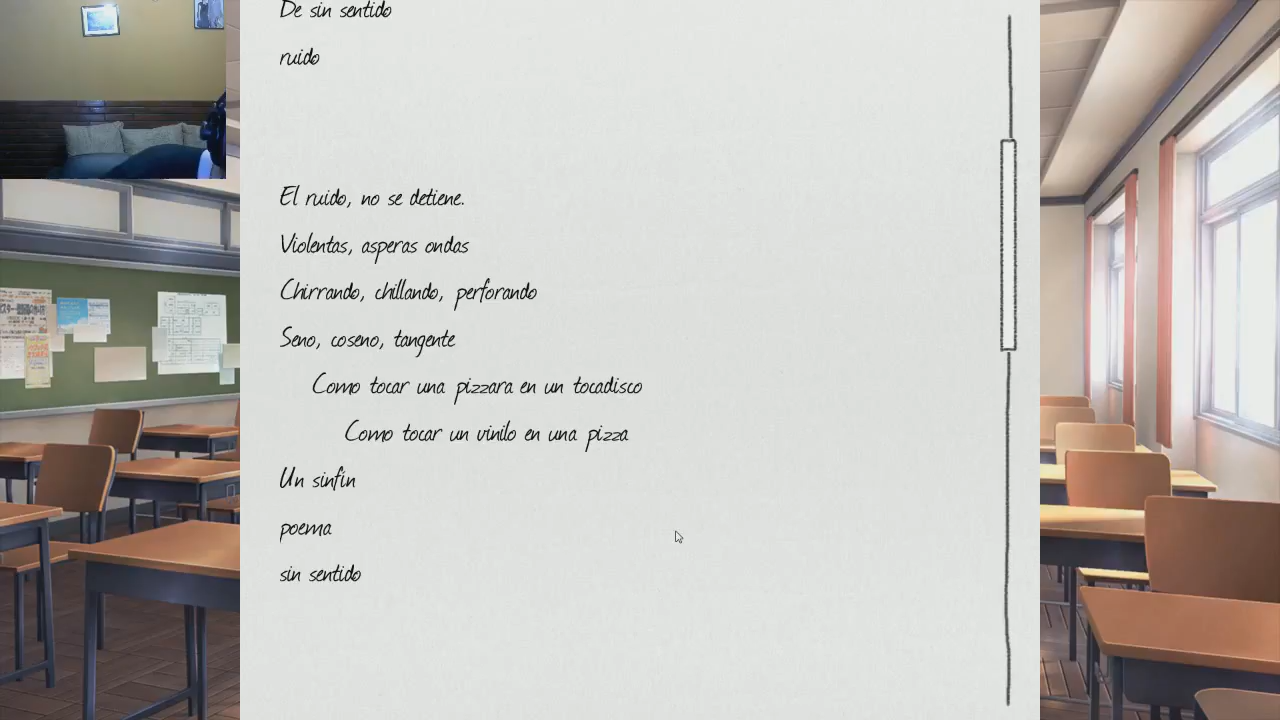 De sin sentido
ruido
El ruido, no se detiene.
Violentas, asperas ondas
Chirrando, chillando, perforando
Seno, coseno, tangente
Como tocar una pizzara en un tocadisco
Como tocar un vinilo en una pizza
Un sinfín
poema
sin sentido